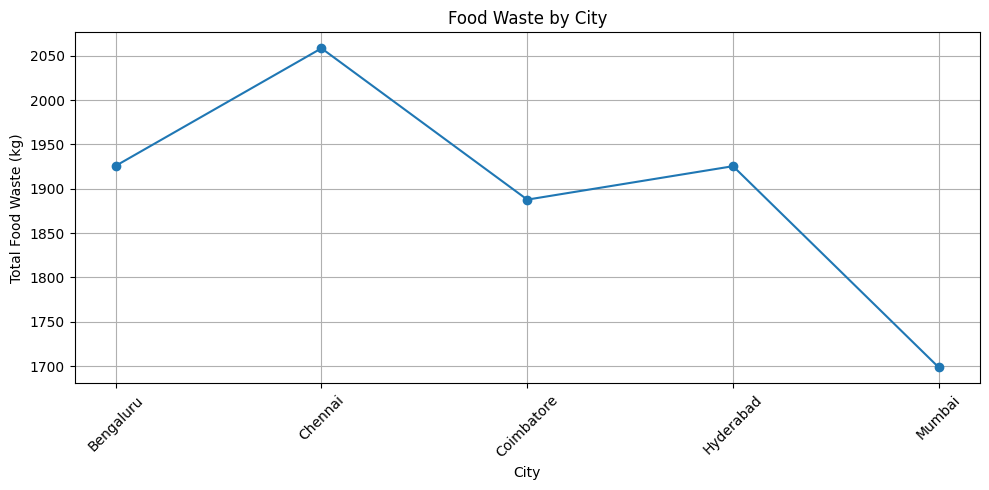 Food Waste by City
Total Food Waste (kg)
2050
2000
1950
1900
1850
1800
1750
1700
Bengaluru
Chennai
Coimbatore
Hyderabad
Mumbai
City